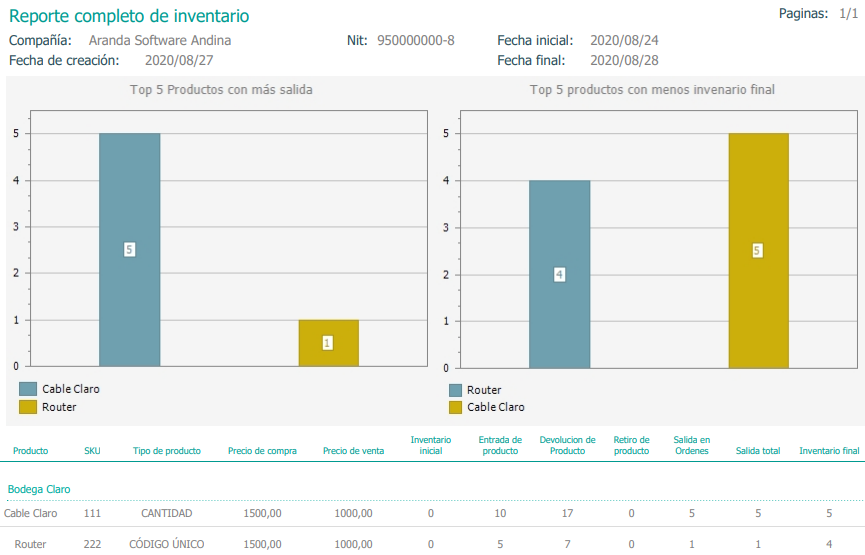 Reporte completo de inventario
Paginas: 1/1
Compañía: Aranda Software Andina Nit: 950000000-8 Fecha inicial: 2020/08/24
Fecha de creación: 2020/08/27 Fecha final: 2020/08/28
Top 5 Productos con más salida
5
4
3
2
1
0
5
1
Cable Claro
Router
Top 5 productos con menos invenario final
5
4
3
2
1
0
4
5
Router
Cable Claro
Producto SKU Tipo de producto Precio de compra Precio de venta Inventario inicial Entrada de producto Devolucion de Producto Retiro de producto Salida en Ordenes Salida total Inventario final
Bodega Claro
Cable Claro 111 CANTIDAD 1500,00 1000,00 0 10 17 0 5 5 5
Router 222 CÓDIGO ÚNICO 1500,00 1000,00 0 5 7 0 1 1 4